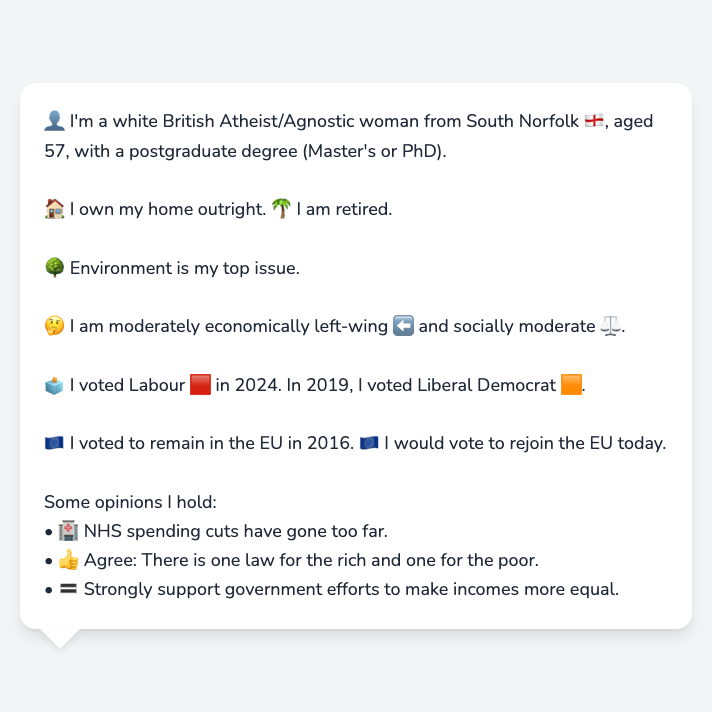 👤 I'm a white British Atheist/Agnostic woman from South Norfolk 🏴󠁧󠁢󠁥󠁮󠁧󠁿, aged
57, with a postgraduate degree (Master's or PhD).
🏠 I own my home outright. 🌴 I am retired.
🌳 Environment is my top issue.
🤔 I am moderately economically left-wing ⬅️ and socially moderate ⚖️.
🗳️ I voted Labour 🟥 in 2024. In 2019, I voted Liberal Democrat 🟧.
🇪🇺 I voted to remain in the EU in 2016. 🇪🇺 I would vote to rejoin the EU today.
Some opinions I hold:
• 🏥 NHS spending cuts have gone too far.
• 👍 Agree: There is one law for the rich and one for the poor.
• 🟰 Strongly support government efforts to make incomes more equal.